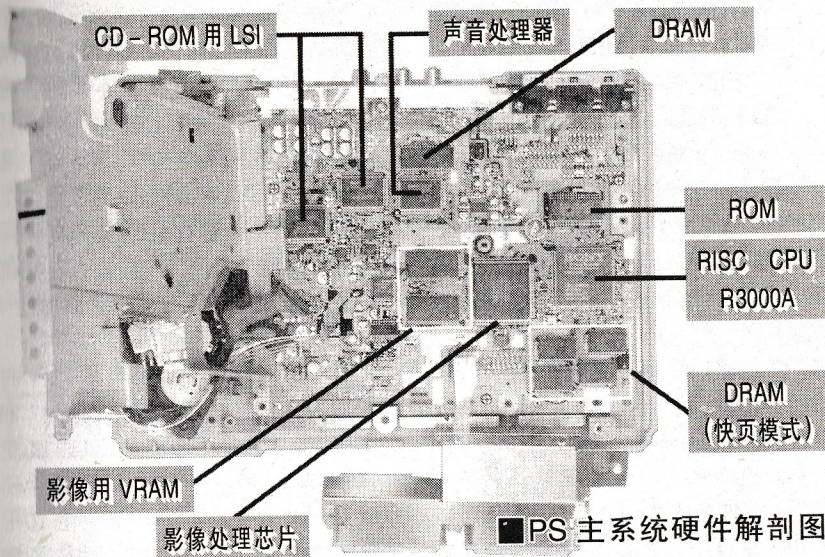 CD－ROM 用 LSI
声音处理器
DRAM
ROM
RISC CPU
R3000A
DRAM
(快页模式)
影像用 VRAM
影像处理芯片
■PS 主系统硬件解剖图